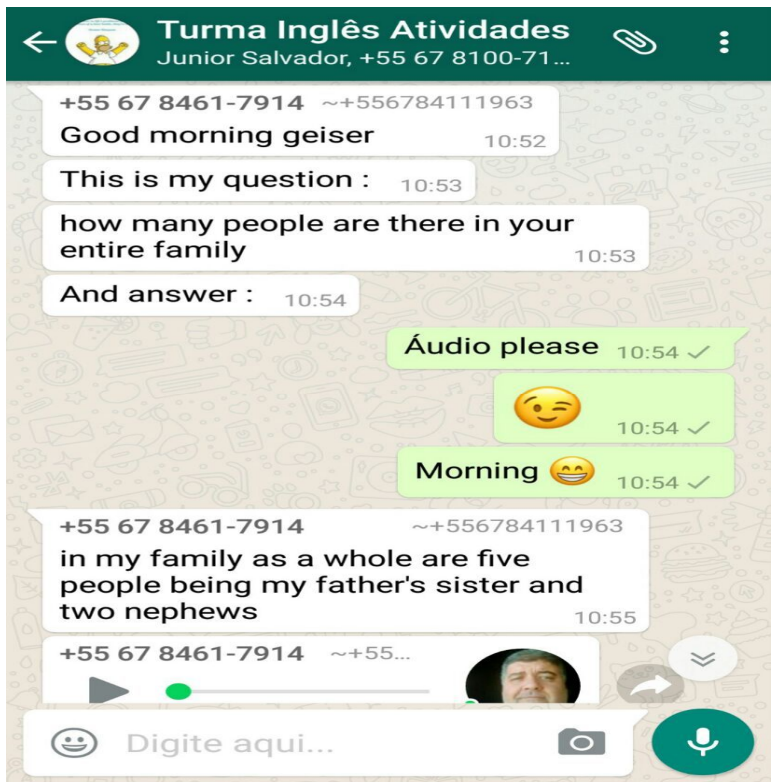 Turma Inglês Atividades
Junior Salvador, +55 67 8100-71...
+55 67 8461-7914 ~+556784111963
Good morning geiser
10:52
This is my question :
10:53
how many people are there in your
entire family
10:53
And answer :
10:54
Áudio please
10:54
10:54
Morning
10:54
+55 67 8461-7914 ~+556784111963
in my family as a whole are five
people being my father's sister and
two nephews
10:55
+55 67 8461-7914 ~+55...
Digite aqui...